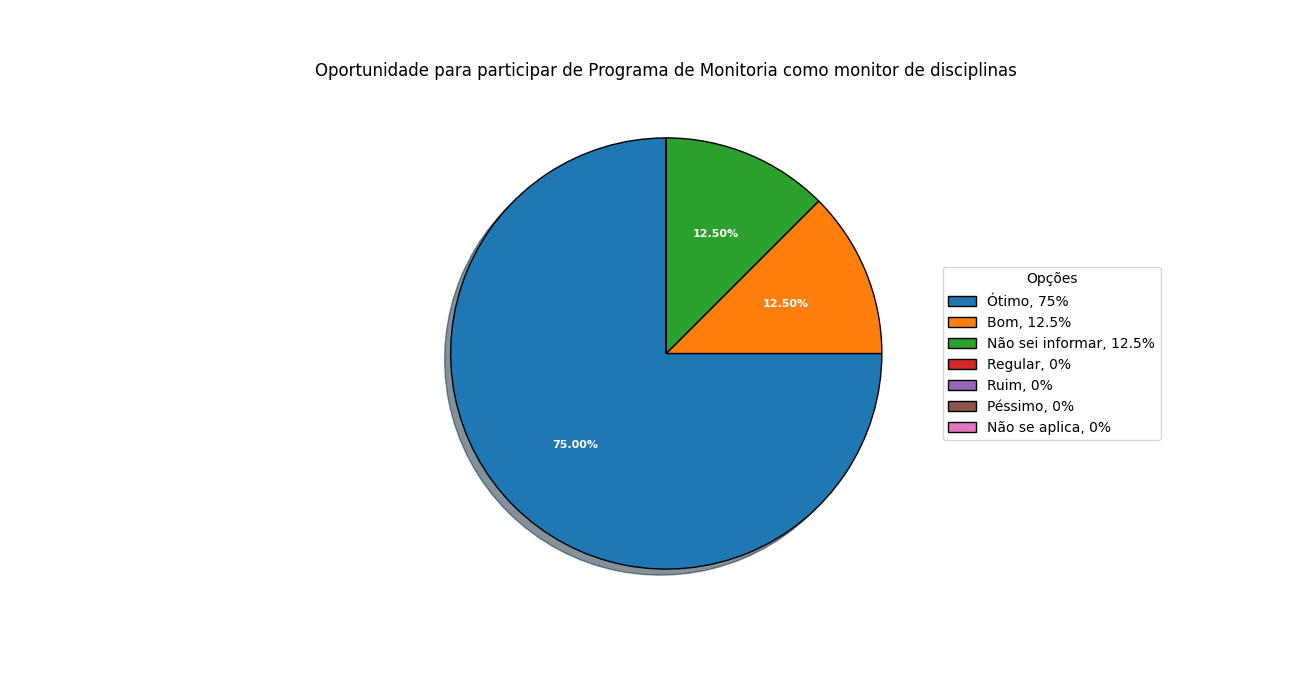 Oportunidade para participar de Programa de Monitoria como monitor de disciplinas
12.50%
12.50%
75.00%
Opções
Ótimo, 75%
Bom, 12.5%
Não sei informar, 12.5%
Regular, 0%
Ruim, 0%
Péssimo, 0%
Não se aplica, 0%